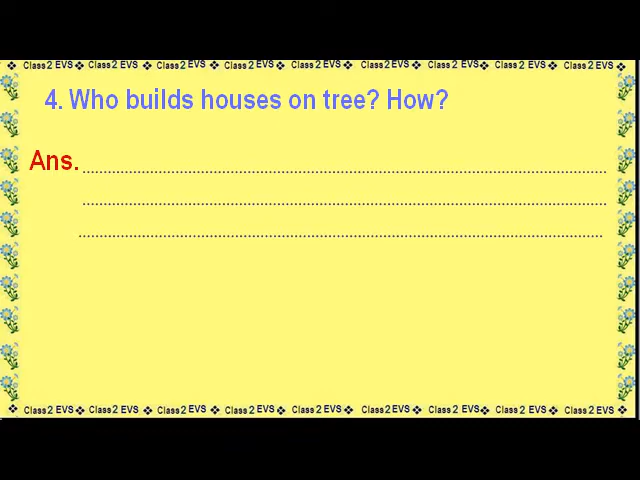 Class 2 EVS ❖ Class 2 EVS ❖ Class 2 EVS ❖ Class 2 EVS ❖ Class 2 EVS ❖ Class 2 EVS ❖ Class 2 EVS ❖ Class 2 EVS ❖ Class 2 EVS
4. Who builds houses on tree? How?
Ans. ....................................................................................
....................................................................................
....................................................................................
Class 2 EVS ❖ Class 2 EVS ❖ Class 2 EVS ❖ Class 2 EVS ❖ Class 2 EVS ❖ Class 2 EVS ❖ Class 2 EVS ❖ Class 2 EVS ❖ Class 2 EVS